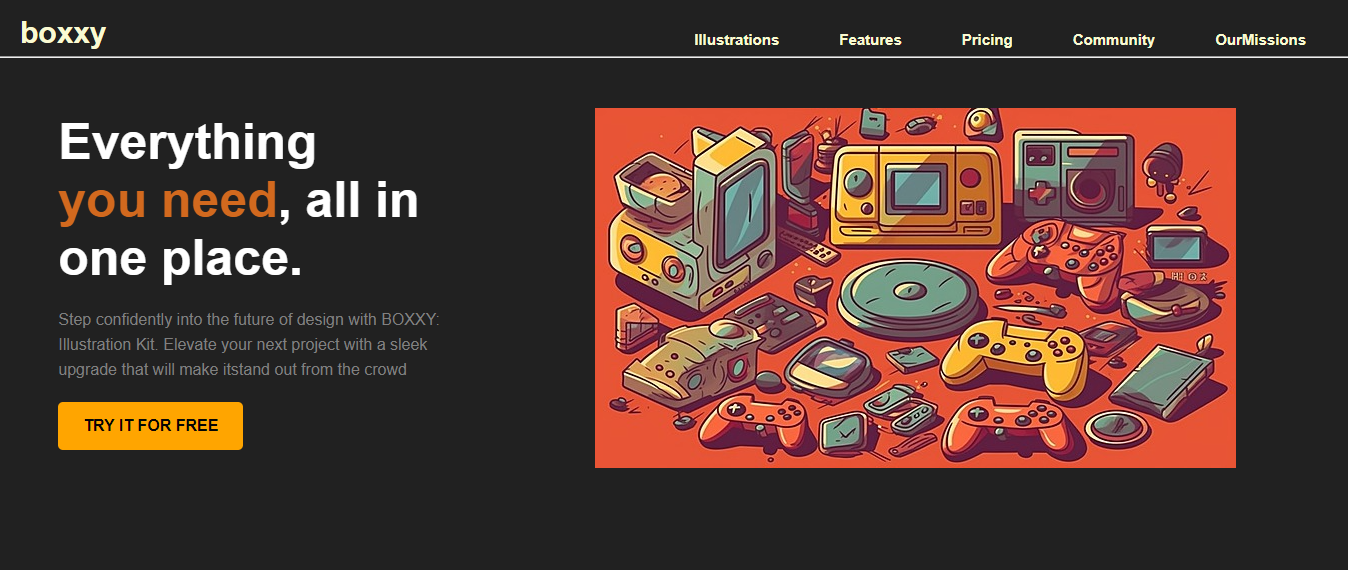 boxxy
Illustrations Features Pricing Community OurMissions
Everything
you need, all in
one place.
Step confidently into the future of design with BOXXY:
Illustration Kit. Elevate your next project with a sleek
upgrade that will make itstand out from the crowd
TRY IT FOR FREE